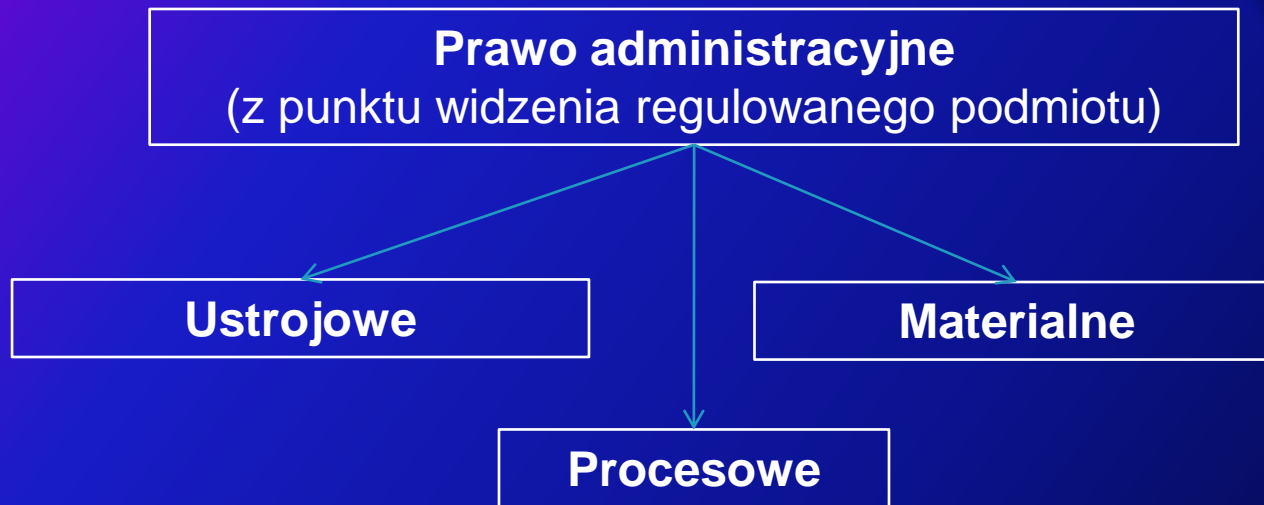 Prawo administracyjne
(z punktu widzenia regulowanego podmiotu)
Ustrojowe
Materialne
Procesowe